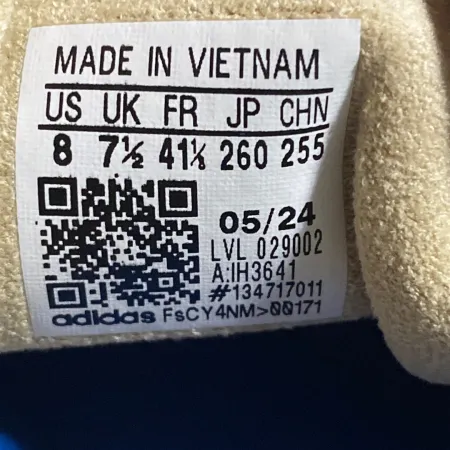 MADE IN VIETNAM
US UK FR JP CHN
8 7½ 41⅓ 260 255
05/24
LVL 029002
A:IH3641
#134717011
adidas FsCY4NM>00171